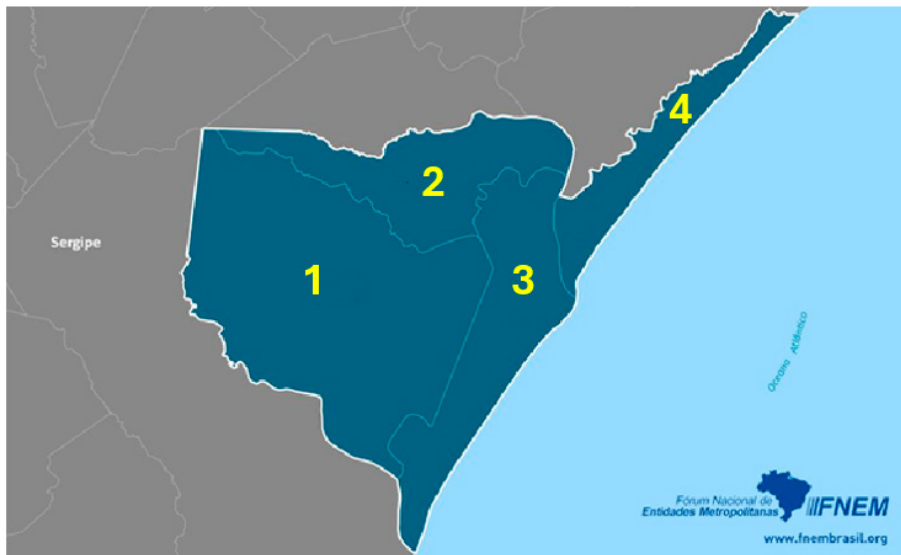 4
2
Sergipe
1
3
Oceano Atlântico
Fórum Nacional de
Entidades Metropolitanas
FNEM
www.fnembrasil.org